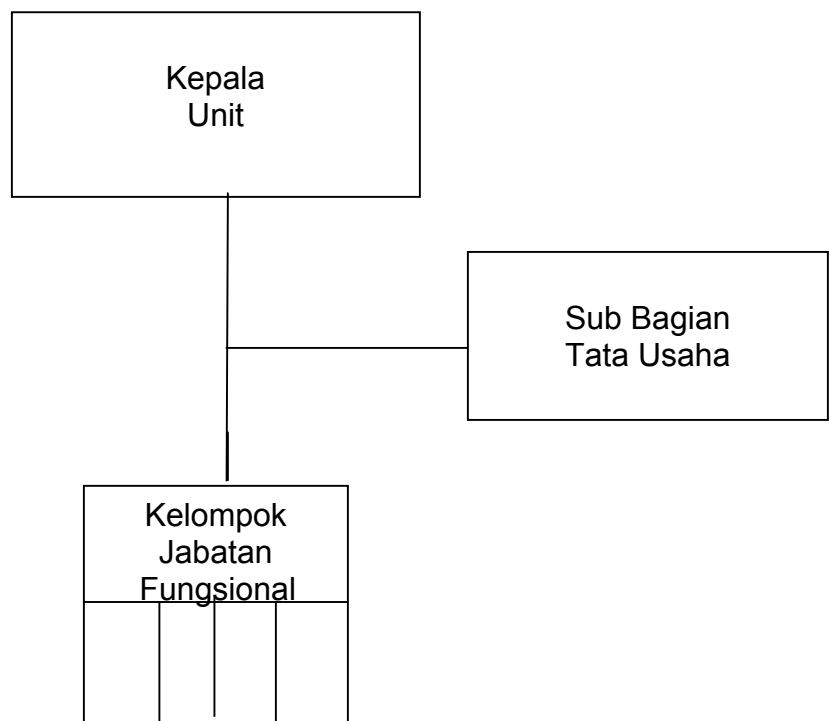 Kepala
Unit
Sub Bagian
Tata Usaha
Kelompok
Jabatan
Fungsional